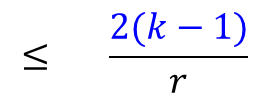 ≤ 2(k − 1) / r